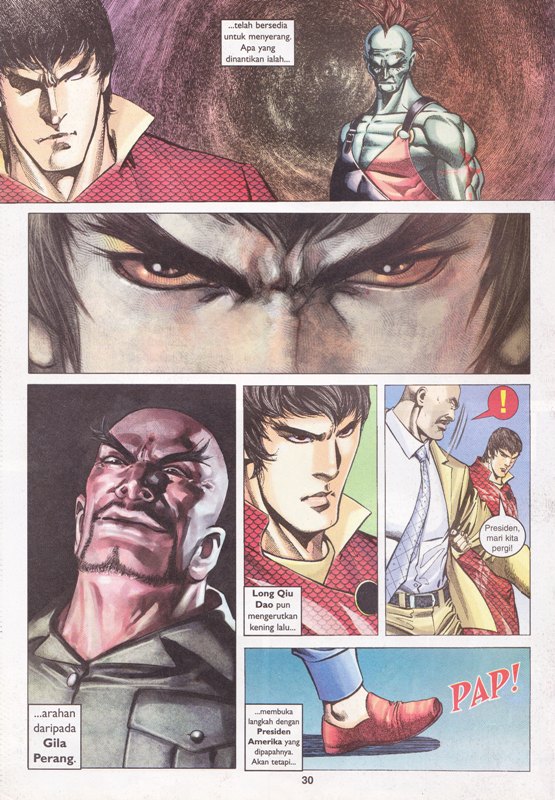 ...telah bersedia
untuk menyerang.
Apa yang
dinantikan ialah...
...arahan
daripada
Gila
Perang.
Long Qiu
Dao pun
mengerutkan
kening lalu...
!
Presiden,
mari kita
pergi!
...membuka
langkah dengan
Presiden
Amerika yang
dipapahnya.
Akan tetapi...
PAP!
30